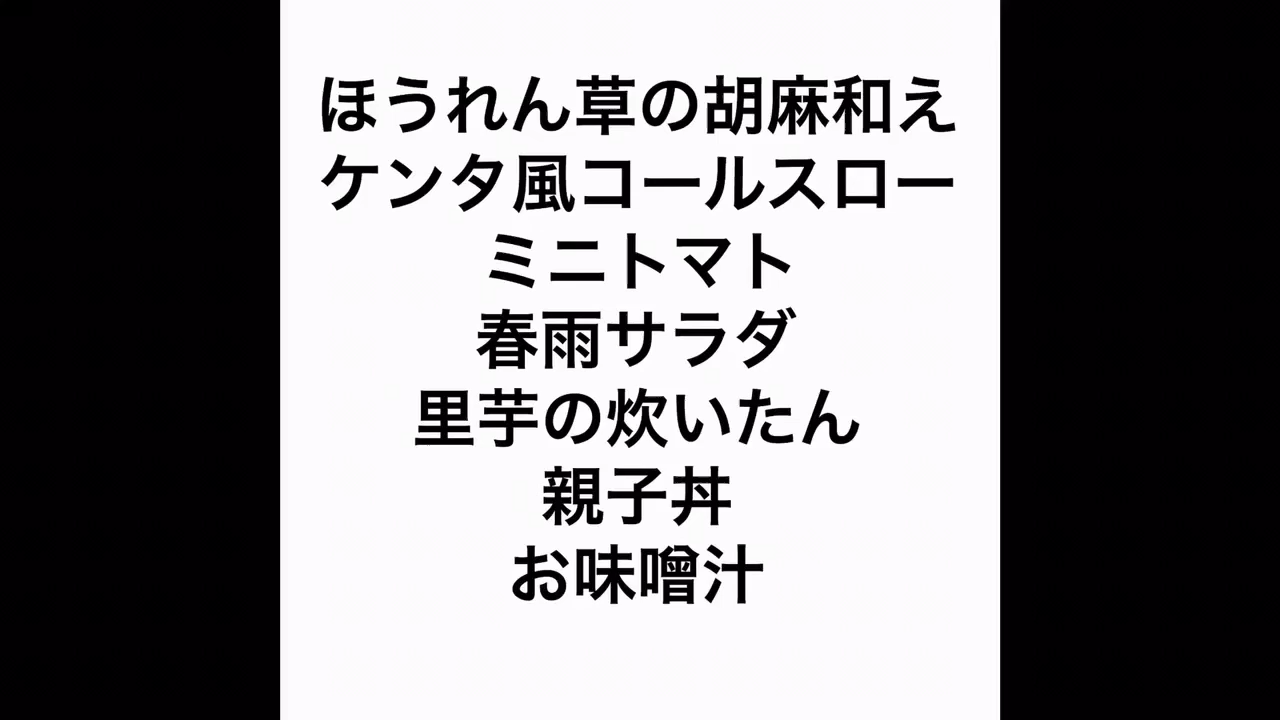 ほうれん草の胡麻和え
ケンタ風コールスロー
ミニトマト
春雨サラダ
里芋の炊いたん
親子丼
お味噌汁